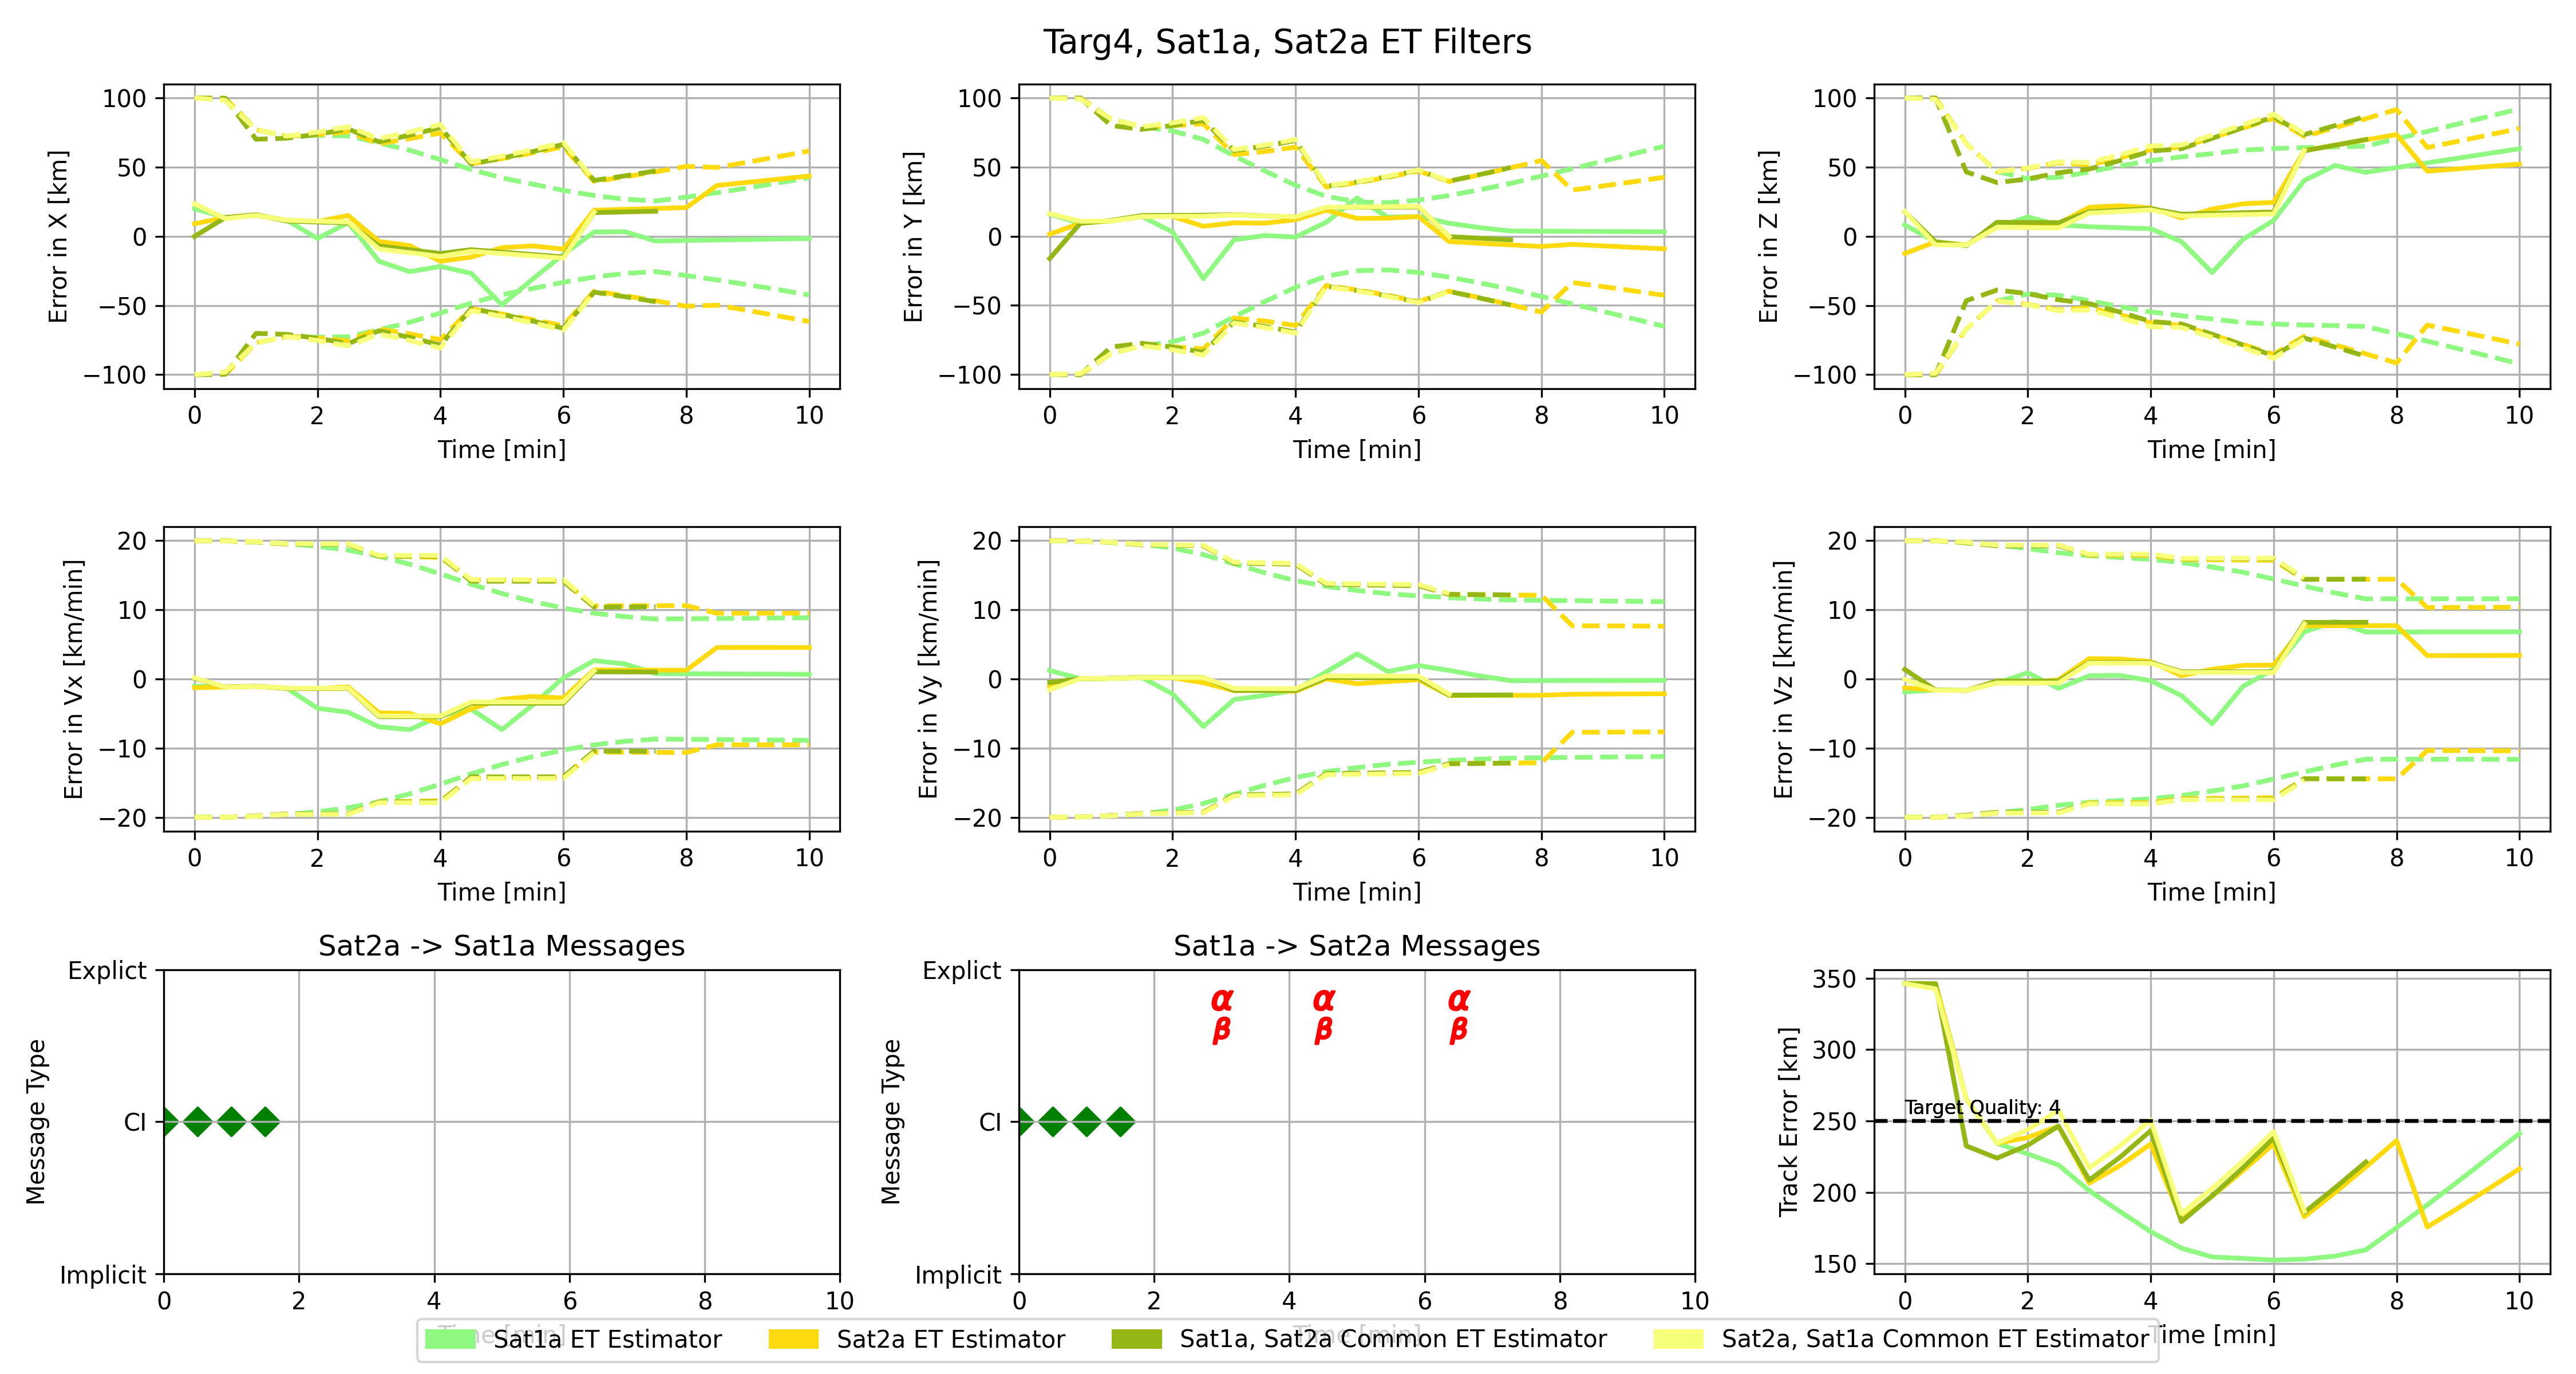 Targ4, Sat1a, Sat2a ET Filters
Error in X [km]
100
50
0
−50
−100
0 2 4 6 8 10
Time [min]
Error in Y [km]
100
50
0
−50
−100
0 2 4 6 8 10
Time [min]
Error in Z [km]
100
50
0
−50
−100
0 2 4 6 8 10
Time [min]
Error in Vx [km/min]
20
10
0
−10
−20
0 2 4 6 8 10
Time [min]
Error in Vy [km/min]
20
10
0
−10
−20
0 2 4 6 8 10
Time [min]
Error in Vz [km/min]
20
10
0
−10
−20
0 2 4 6 8 10
Time [min]
Sat2a -> Sat1a Messages
Message Type
Explict
CI
Implicit
0 2 4 6 8 10
Time [min]
Sat1a -> Sat2a Messages
Message Type
Explict
α α α
β β β
CI
Implicit
0 2 4 6 8 10
Time [min]
Track Error [km]
350
300
250
200
150
Target Quality: 4
0 2 4 6 8 10
Time [min]
Sat1a ET Estimator
Sat2a ET Estimator
Sat1a, Sat2a Common ET Estimator
Sat2a, Sat1a Common ET Estimator